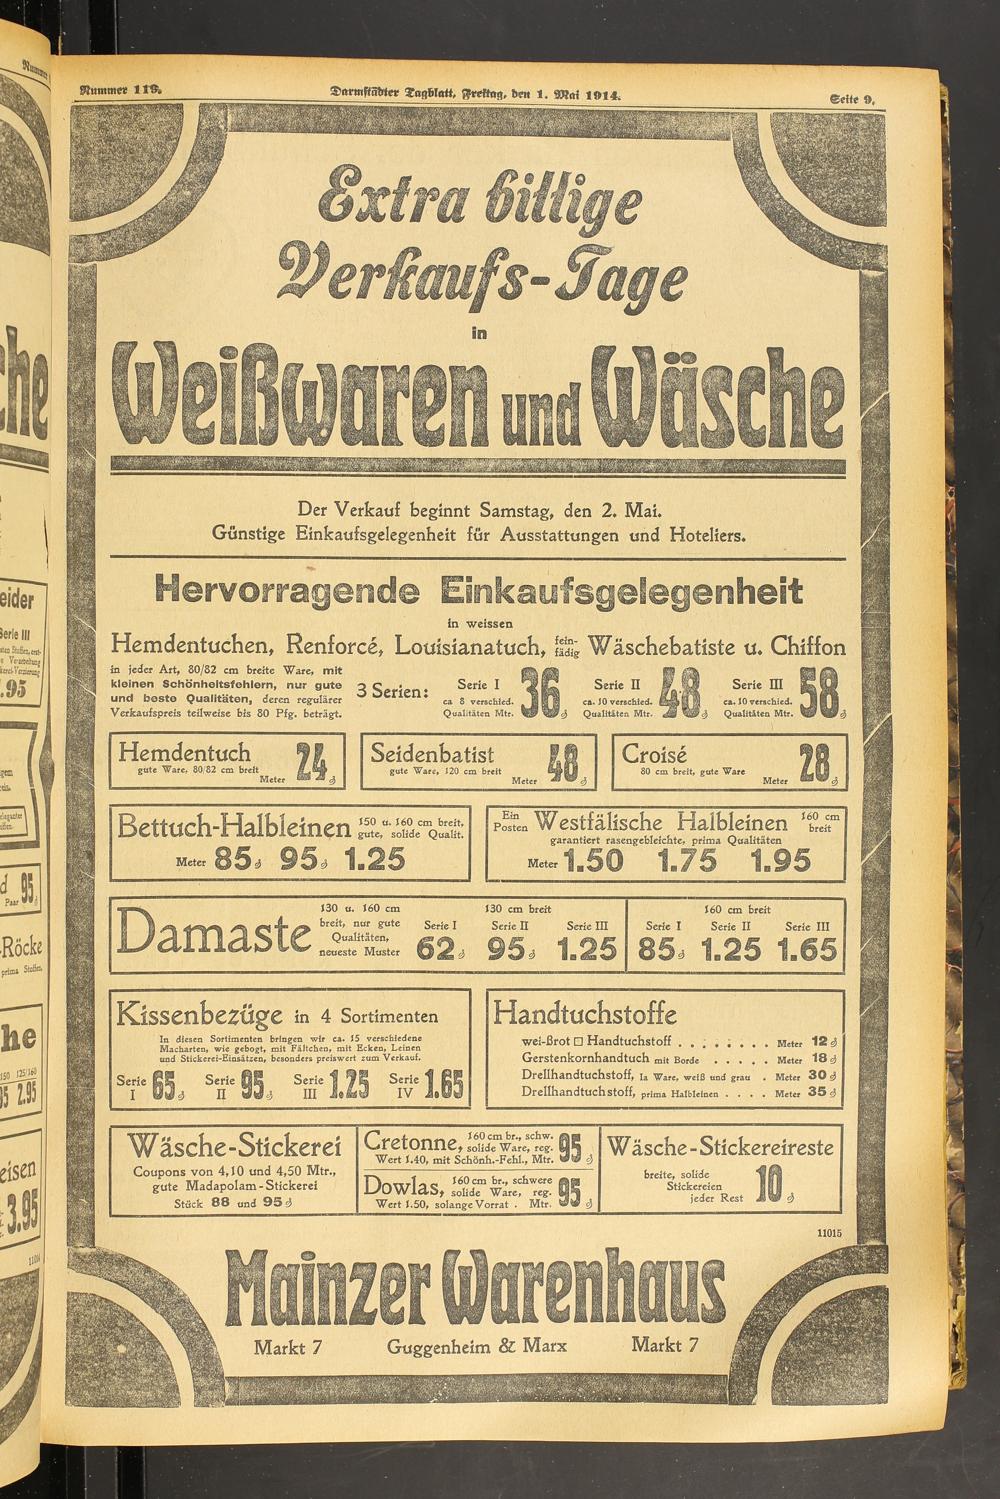 Nummer 119.
Darmstädter Tagblatt, Freitag, den 1. Mai 1914.
Seite 9.
Extra billige
Verkaufs-Tage
in
Weißwaren und Wäsche
Der Verkauf beginnt Samstag, den 2. Mai.
Günstige Einkaufsgelegenheit für Ausstattungen und Hoteliers.
Hervorragende Einkaufsgelegenheit
in weissen
Hemdentuchen, Renforcé, Louisianatuch, feinfädig Wäschebatiste u. Chiffon
in jeder Art, 80/82 cm breite Ware, mit
kleinen Schönheitsfehlern, nur gute
und beste Qualitäten, deren regulärer
Verkaufspreis teilweise bis 80 Pfg. beträgt.
3 Serien:
Serie I
ca 8 verschied.
Qualitäten Mtr. 36 ₰
Serie II
ca. 10 verschied.
Qualitäten Mtr. 48 ₰
Serie III
ca. 10 verschied.
Qualitäten Mtr. 58 ₰
Hemdentuch
gute Ware, 80/82 cm breit
Meter 24 ₰
Seidenbatist
gute Ware, 120 cm breit
Meter 48 ₰
Croisé
80 cm breit, gute Ware
Meter 28 ₰
Bettuch-Halbleinen 150 u. 160 cm breit,
gute, solide Qualit.
Meter 85 ₰ 95 ₰ 1.25
Ein Posten Westfälische Halbleinen 160 cm breit
garantiert rasengebleichte, prima Qualitäten
Meter 1.50 1.75 1.95
Damaste
130 u. 160 cm
breit, nur gute
Qualitäten,
neueste Muster
130 cm breit
Serie I Serie II Serie III
62 ₰ 95 ₰ 1.25
160 cm breit
Serie I Serie II Serie III
85 ₰ 1.25 1.65
Kissenbezüge in 4 Sortimenten
In diesen Sortimenten bringen wir ca. 15 verschiedene
Macharten, wie gebogt, mit Fältchen, mit Ecken, Leinen
und Stickerei-Einsätzen, besonders preiswert zum Verkauf.
Serie I 65 ₰ Serie II 95 ₰ Serie III 1.25 Serie IV 1.65
Handtuchstoffe
wei-ßrot □ Handtuchstoff . . . . . . . Meter 12 ₰
Gerstenkornhandtuch mit Borde . . . . . Meter 18 ₰
Drellhandtuchstoff, Ia Ware, weiß und grau . Meter 30 ₰
Drellhandtuchstoff, prima Halbleinen . . . . Meter 35 ₰
Wäsche-Stickerei
Coupons von 4,10 und 4,50 Mtr.,
gute Madapolam-Stickerei
Stück 88 und 95 ₰
Cretonne, 160 cm br., schw.
solide Ware, reg.
Wert 1.40, mit Schönh.-Fehl., Mtr. 95 ₰
Dowlas, 160 cm br., schwere
solide Ware, reg.
Wert 1.50, solange Vorrat . Mtr. 95 ₰
Wäsche-Stickereireste
breite, solide
Stickereien
jeder Rest 10 ₰
11015
Mainzer Warenhaus
Markt 7 Guggenheim & Marx Markt 7